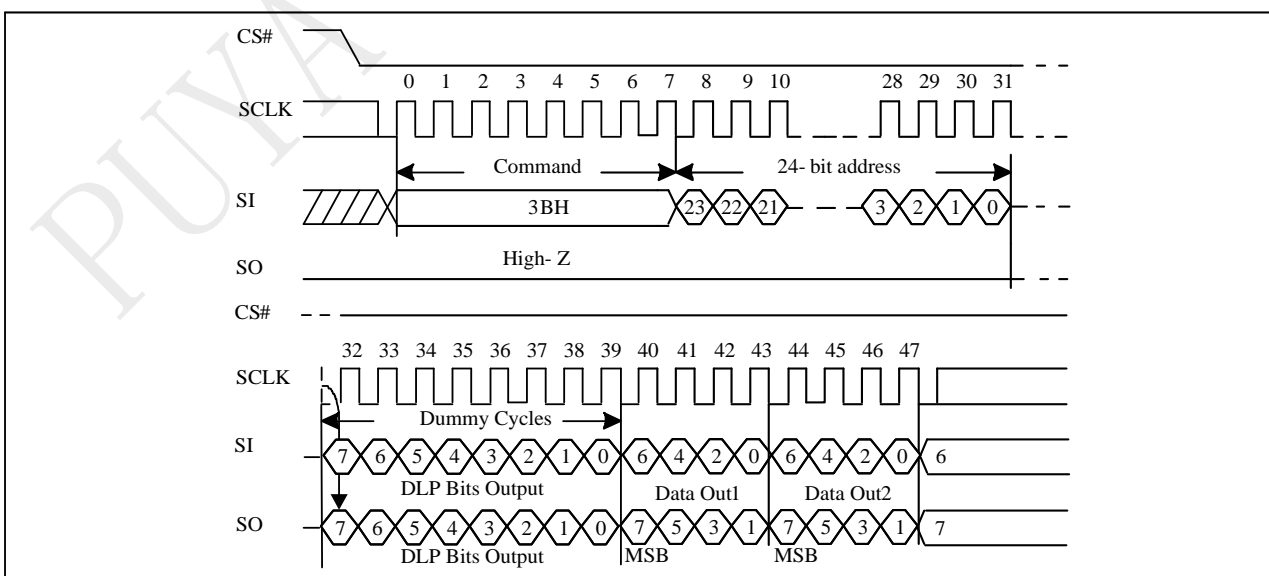 PUYA
CS#
0 1 2 3 4 5 6 7 8 9 10 28 29 30 31
SCLK
Command 24- bit address
SI 3BH 23 22 21 3 2 1 0
High- Z
SO
CS#
32 33 34 35 36 37 38 39 40 41 42 43 44 45 46 47
SCLK
Dummy Cycles
SI 7 6 5 4 3 2 1 0 6 4 2 0 6 4 2 0 6
DLP Bits Output Data Out1 Data Out2
SO 7 6 5 4 3 2 1 0 7 5 3 1 7 5 3 1 7
DLP Bits Output MSB MSB